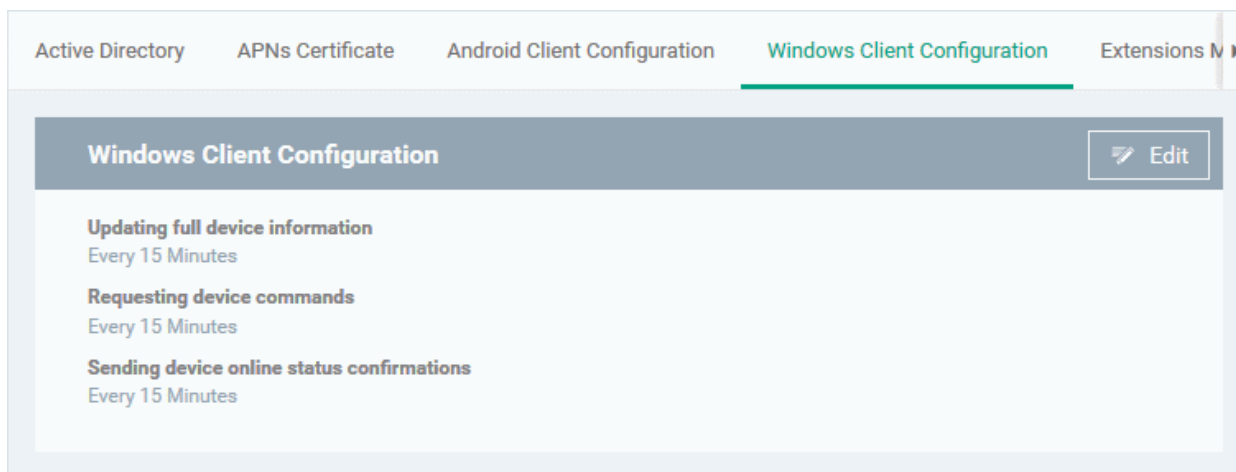 Active Directory APNs Certificate Android Client Configuration Windows Client Configuration Extensions
Windows Client Configuration Edit
Updating full device information
Every 15 Minutes
Requesting device commands
Every 15 Minutes
Sending device online status confirmations
Every 15 Minutes